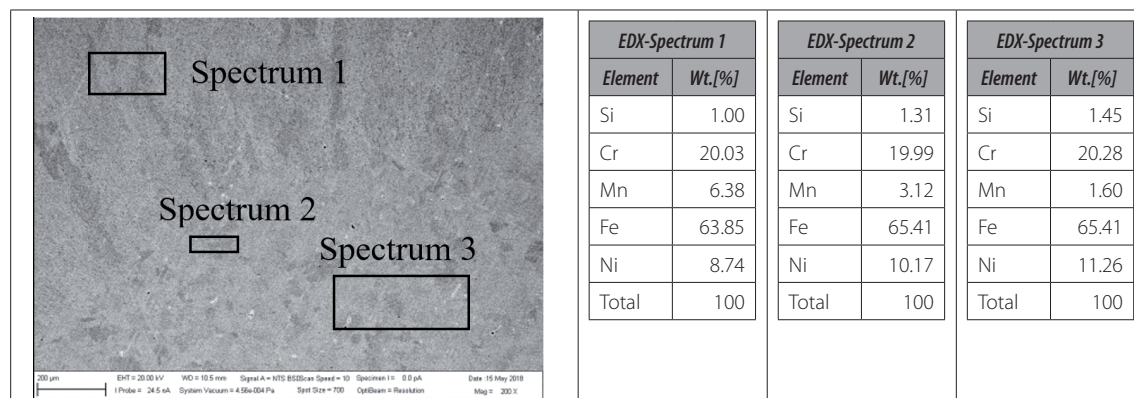 Spectrum 1
Spectrum 2
Spectrum 3
200 µm EHT = 20.00 kV WD = 10.5 mm Signal A = NTS BSD Scan Speed = 10 Specimen I = 0.0 pA Date :15 May 2018
I Probe = 24.5 nA System Vacuum = 4.56e-004 Pa Spot Size = 700 OptiBeam = Resolution Mag = 200 X
EDX-Spectrum 1
Element Wt.[%]
Si 1.00
Cr 20.03
Mn 6.38
Fe 63.85
Ni 8.74
Total 100
EDX-Spectrum 2
Element Wt.[%]
Si 1.31
Cr 19.99
Mn 3.12
Fe 65.41
Ni 10.17
Total 100
EDX-Spectrum 3
Element Wt.[%]
Si 1.45
Cr 20.28
Mn 1.60
Fe 65.41
Ni 11.26
Total 100